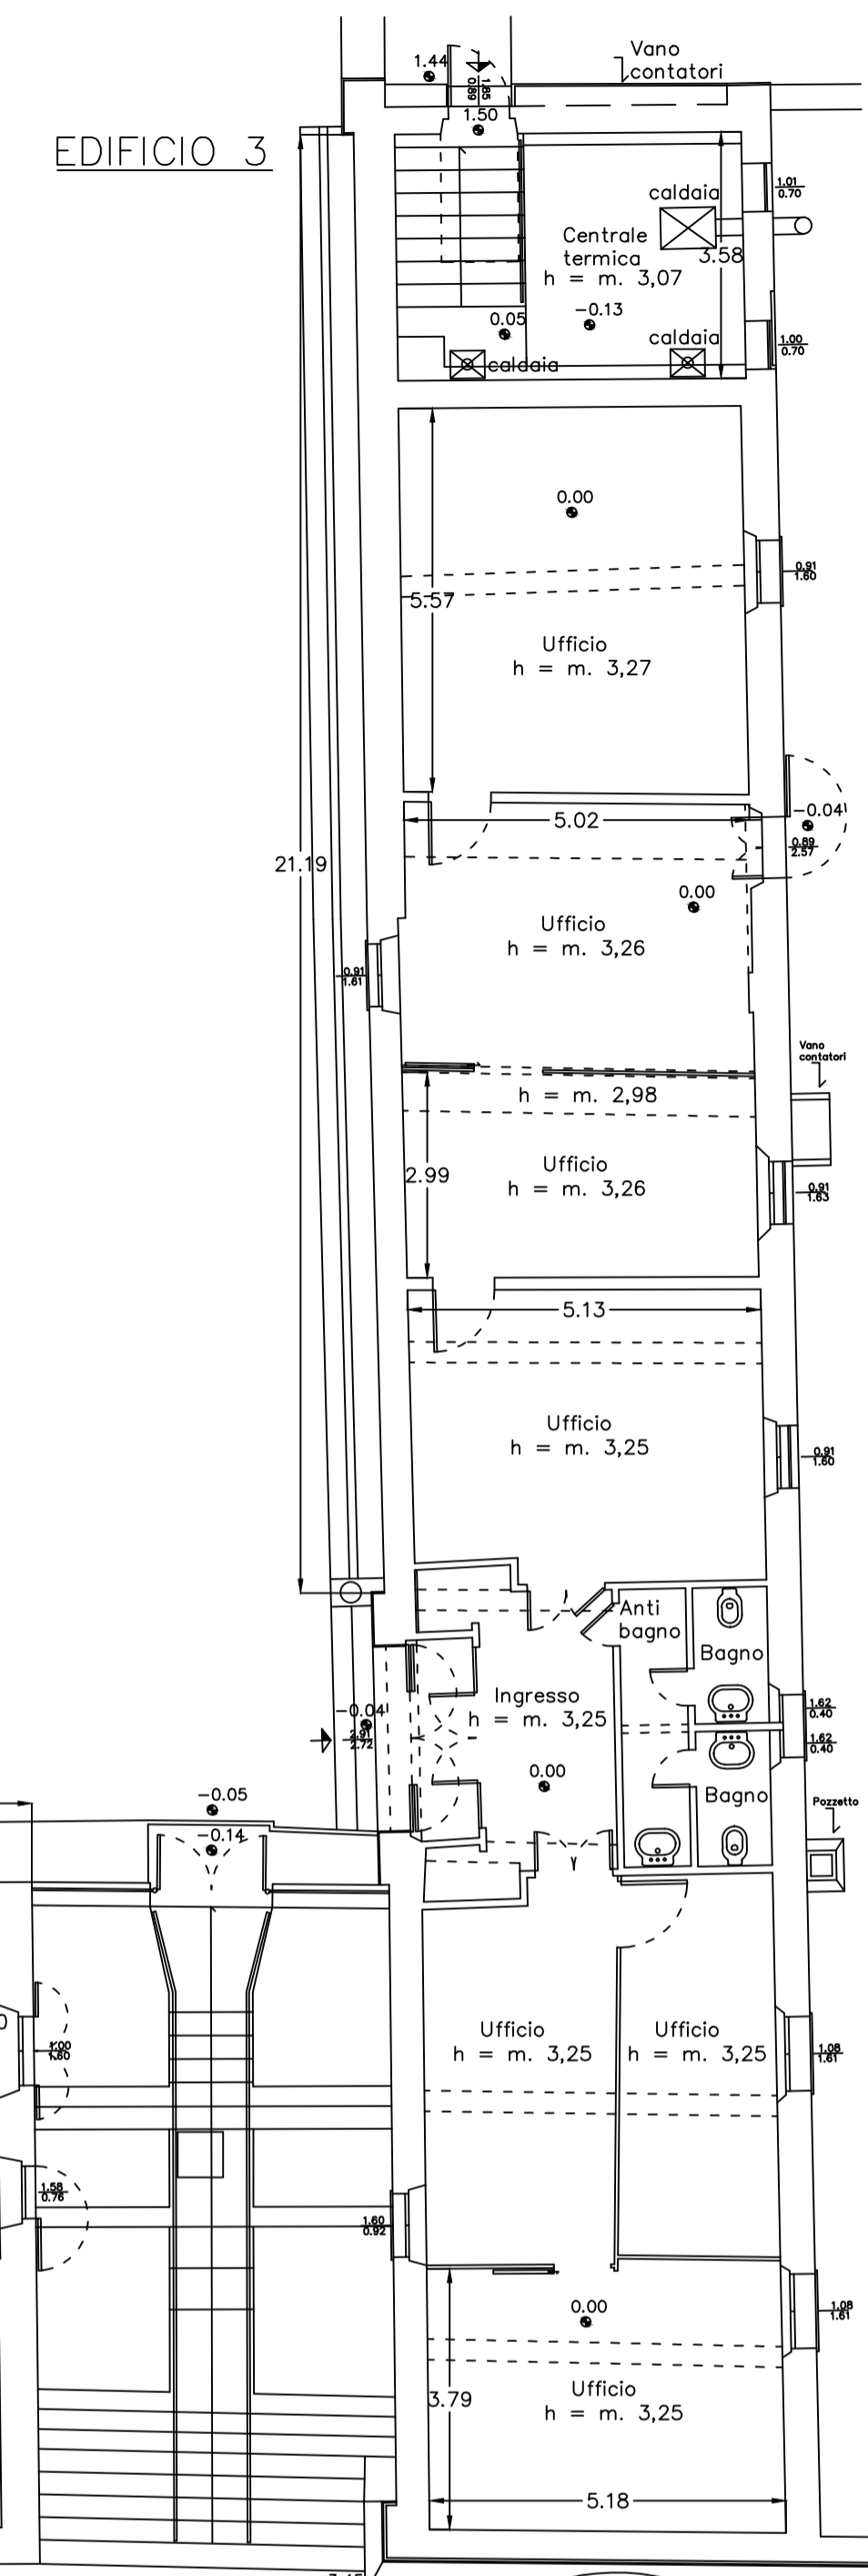 EDIFICIO 3
Vano
contatori
1.44
1.85
0.89
1.50
1.01
0.70
caldaia
Centrale
termica
h = m. 3,07
3.58
0.05
-0.13
caldaia
1.00
0.70
caldaia
0.00
0.91
1.60
5.57
Ufficio
h = m. 3,27
-0.04
5.02
0.89
2.57
21.19
0.00
Ufficio
h = m. 3,26
0.91
1.61
Vano
contatori
h = m. 2,98
2.99
Ufficio
h = m. 3,26
0.91
1.63
5.13
Ufficio
h = m. 3,25
0.91
1.60
Anti
bagno
Bagno
Ingresso
h = m. 3,25
-0.04
2.91
2.72
1.62
0.40
1.62
0.40
0.00
-0.05
Bagno
Pozzetto
-0.14
0
1.00
1.60
Ufficio
h = m. 3,25
Ufficio
h = m. 3,25
1.08
1.61
1.58
0.76
1.60
0.92
0.00
1.08
1.61
3.79
Ufficio
h = m. 3,25
5.18